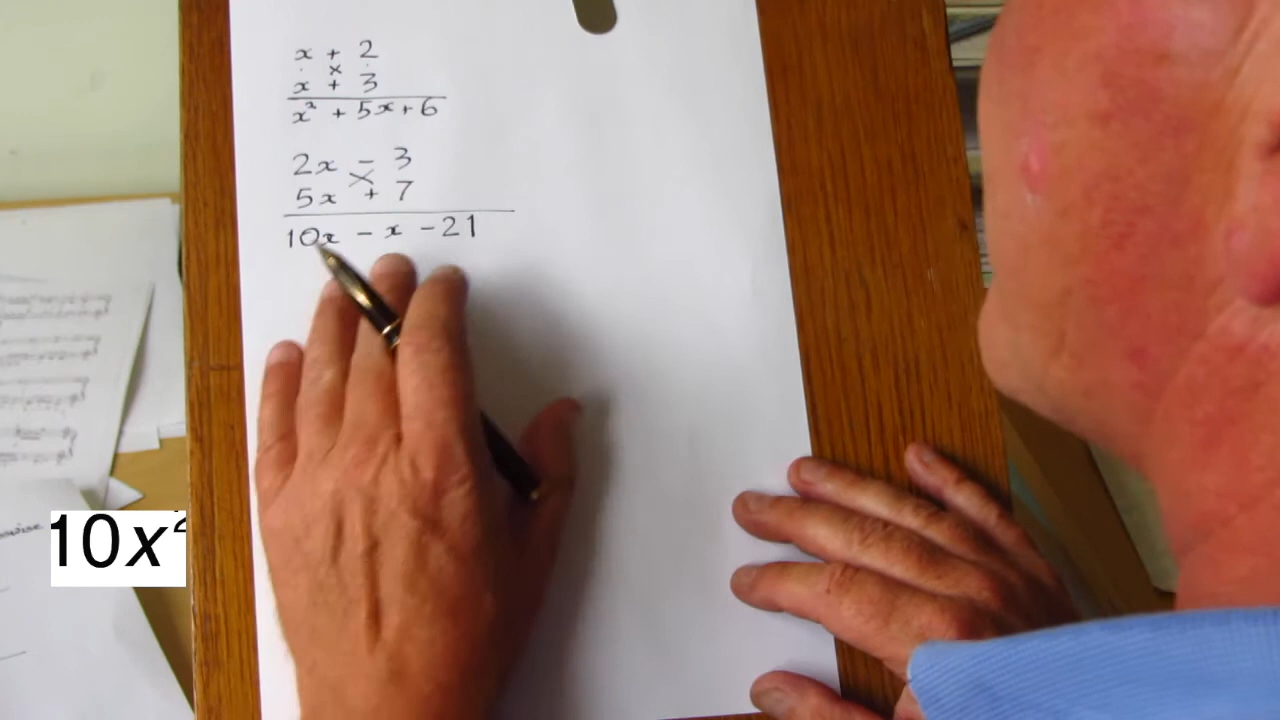 x + 2
×
x + 3
x² + 5x + 6
2x - 3
×
5x + 7
10x - x - 21
10x²